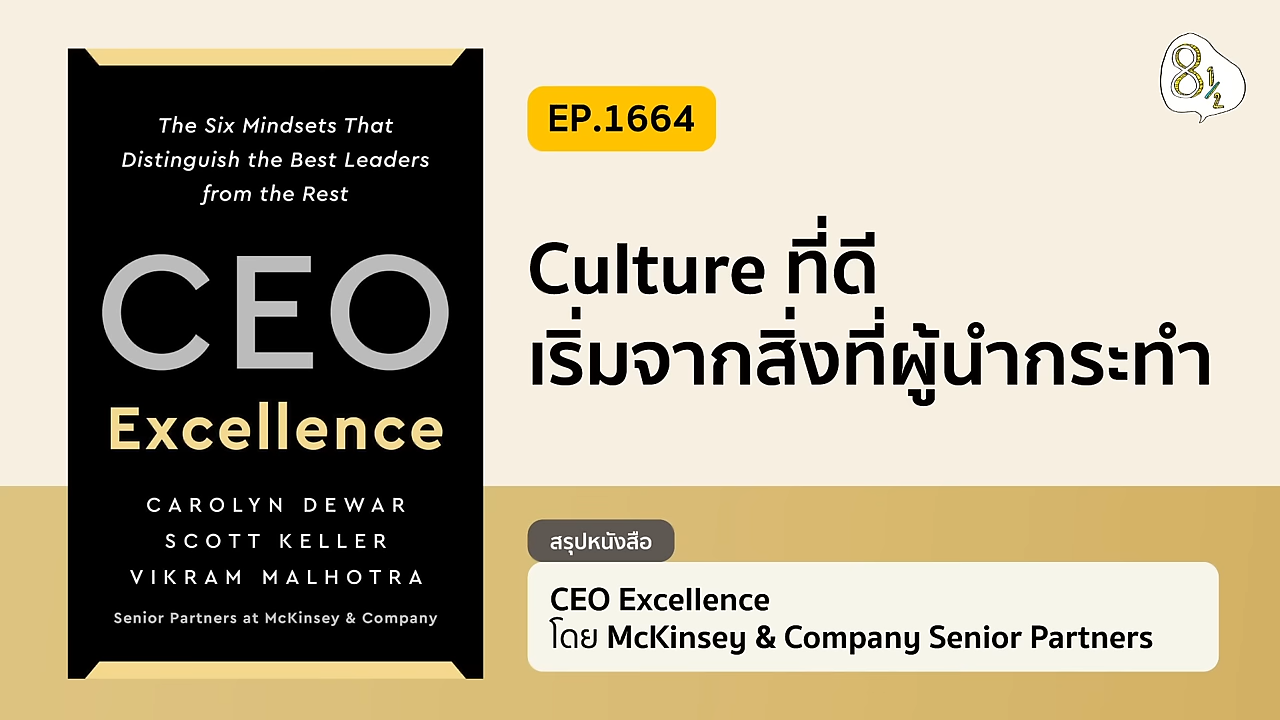 The Six Mindsets That
Distinguish the Best Leaders
from the Rest
CEO
Excellence
CAROLYN DEWAR
SCOTT KELLER
VIKRAM MALHOTRA
Senior Partners at McKinsey & Company
8 1/2
EP.1664
Culture ที่ดี
เริ่มจากสิ่งที่ผู้นำกระทำ
สรุปหนังสือ
CEO Excellence
โดย McKinsey & Company Senior Partners